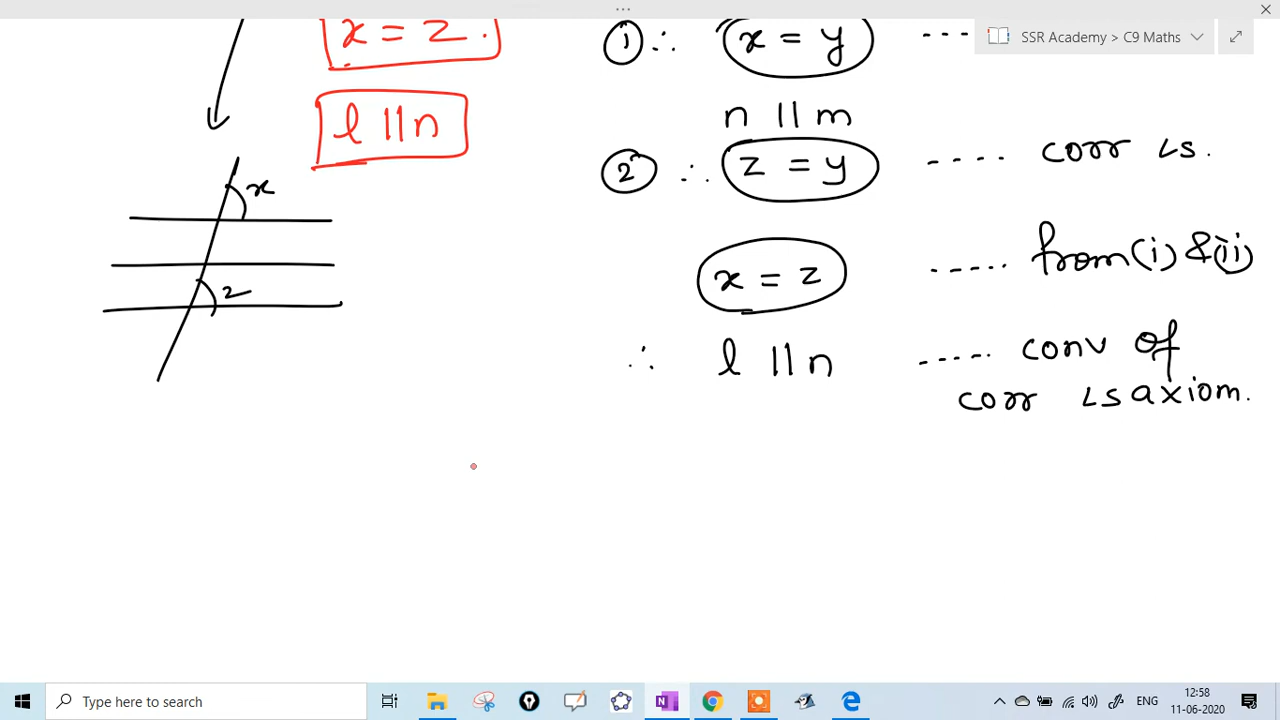 SSR Academy > C9 Maths
x = z.
l || n
x
z
① ∴ x = y ---
n || m
② ∴ z = y ---- corr ∠s.
x = z ----- from (i) & (ii)
∴ l || n ----- conv of
corr ∠s axiom.
Type here to search
ENG
12:58
11-06-2020